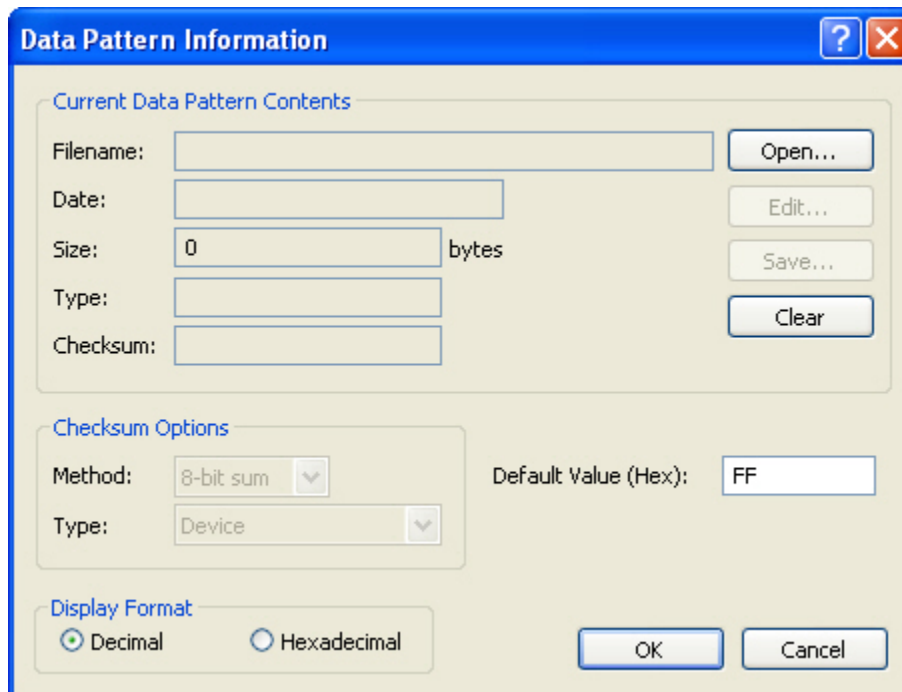 Data Pattern Information
Current Data Pattern Contents
Filename: Open...
Date: Edit...
Size: 0 bytes
Save...
Type:
Clear
Checksum:
Checksum Options
Method: 8-bit sum Default Value (Hex): FF
Type: Device
Display Format
Decimal Hexadecimal OK Cancel